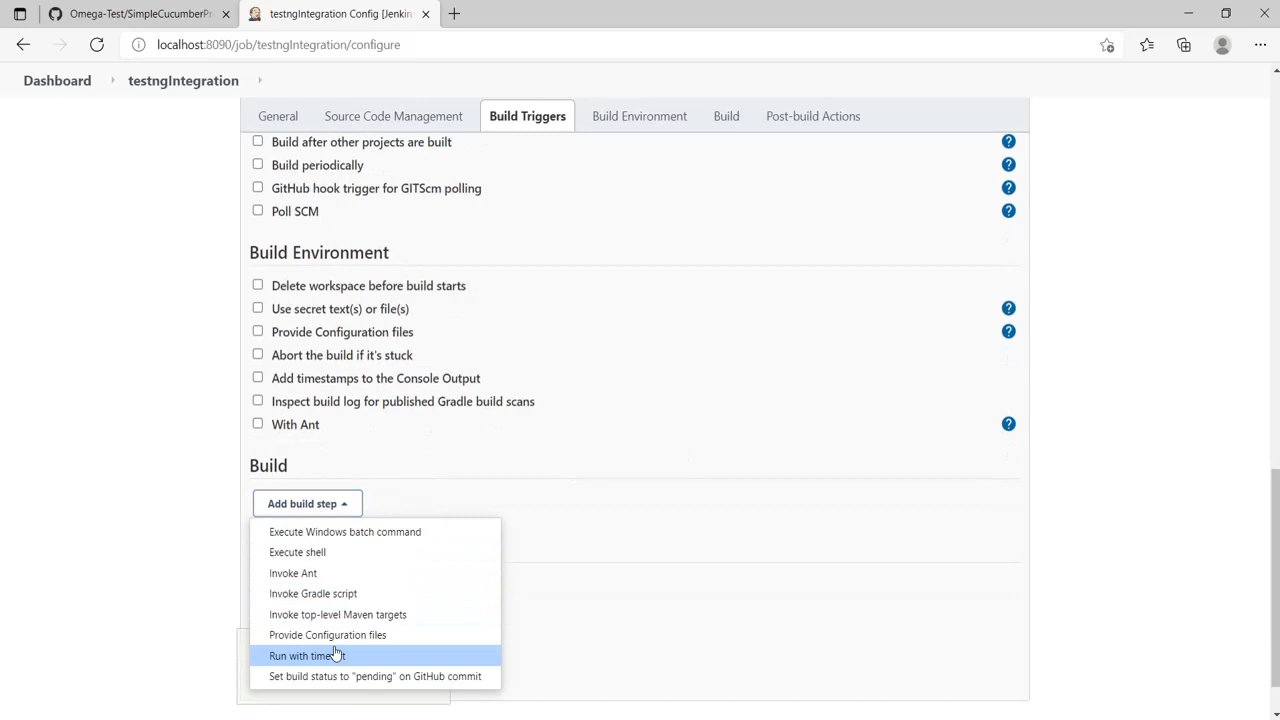 Omega-Test/SimpleCucumberPr
testngIntegration Config [Jenkin
localhost:8090/job/testngIntegration/configure
Dashboard testngIntegration
General Source Code Management Build Triggers Build Environment Build Post-build Actions
Build after other projects are built
Build periodically
GitHub hook trigger for GITScm polling
Poll SCM
Build Environment
Delete workspace before build starts
Use secret text(s) or file(s)
Provide Configuration files
Abort the build if it's stuck
Add timestamps to the Console Output
Inspect build log for published Gradle build scans
With Ant
Build
Add build step
Execute Windows batch command
Execute shell
Invoke Ant
Invoke Gradle script
Invoke top-level Maven targets
Provide Configuration files
Run with timeout
Set build status to "pending" on GitHub commit